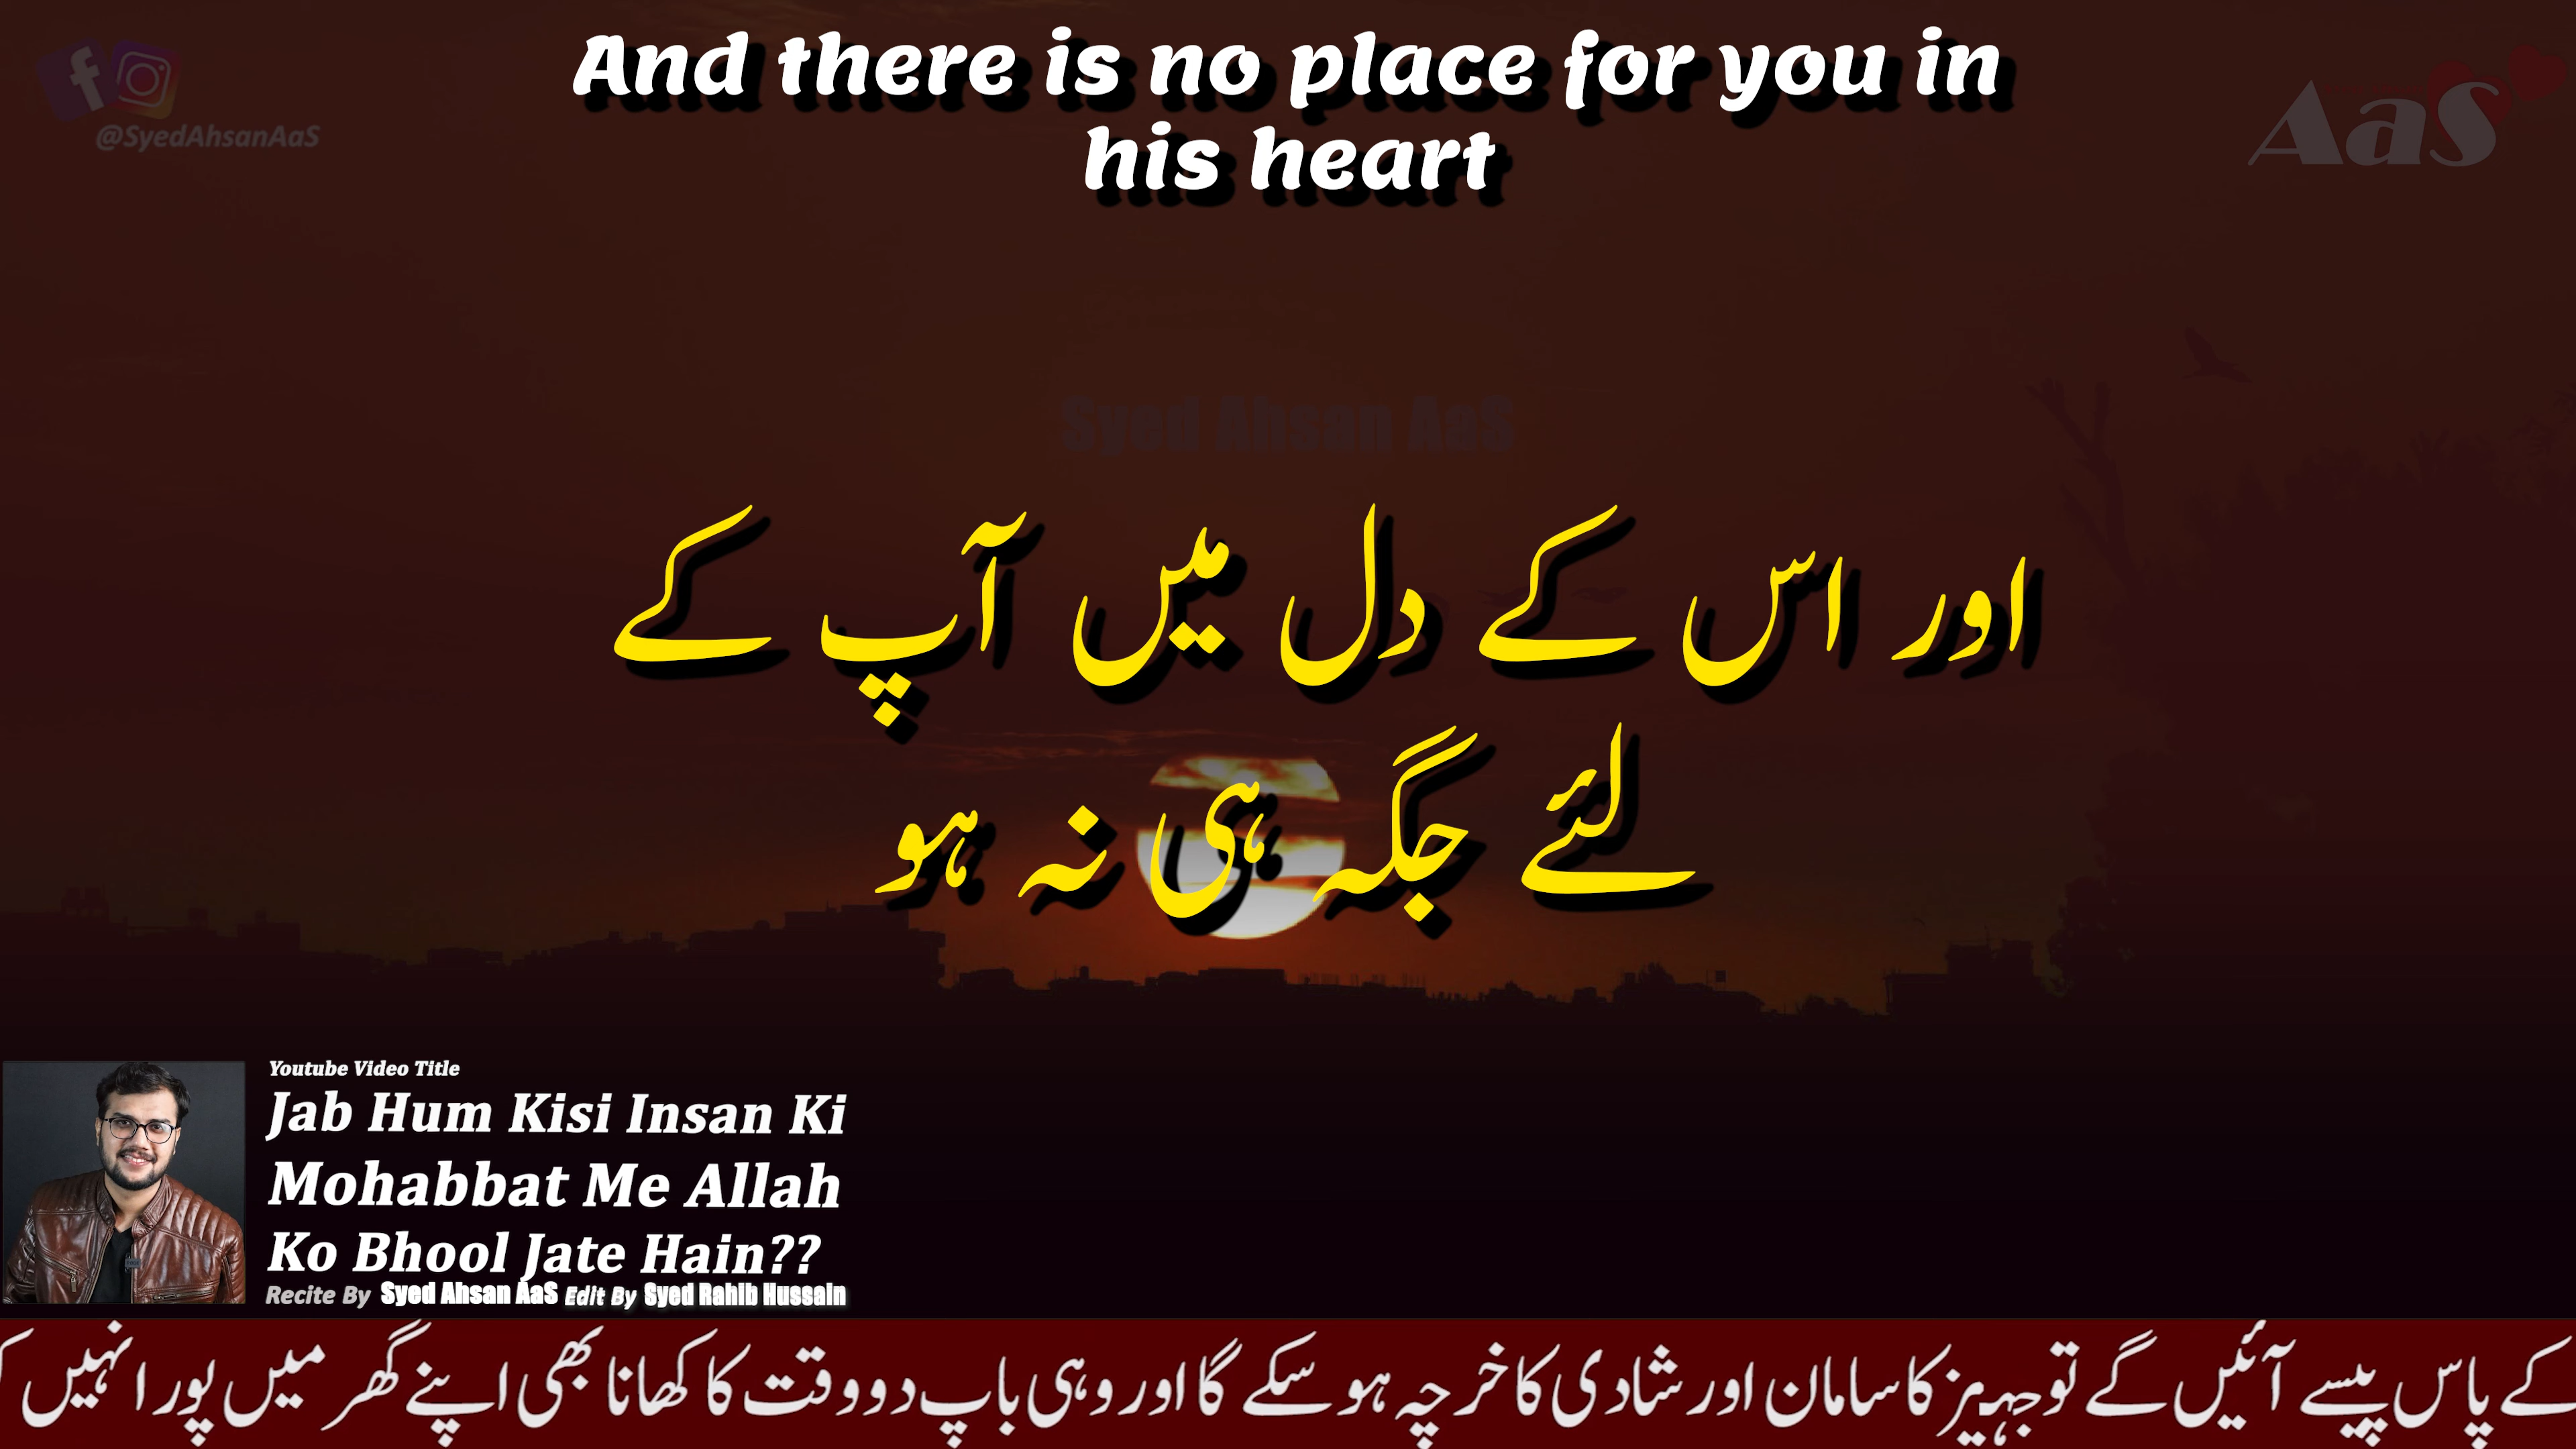 And there is no place for you in
his heart
@SyedAhsanAaS
AaS
Syed Ahsan AaS
اور اس کے دل میں آپ کے
لئے جگہ ہی نہ ہو
Youtube Video Title
Jab Hum Kisi Insan Ki
Mohabbat Me Allah
Ko Bhool Jate Hain??
Recite By Syed Ahsan AaS Edit By Syed Rahib Hussain
کے پاس پیسے آئیں گے تو جہیز کا سامان اور شادی کا خرچہ ہو سکے گا اور وہی باپ دو وقت کا کھانا بھی اپنے گھر میں پورا نہیں